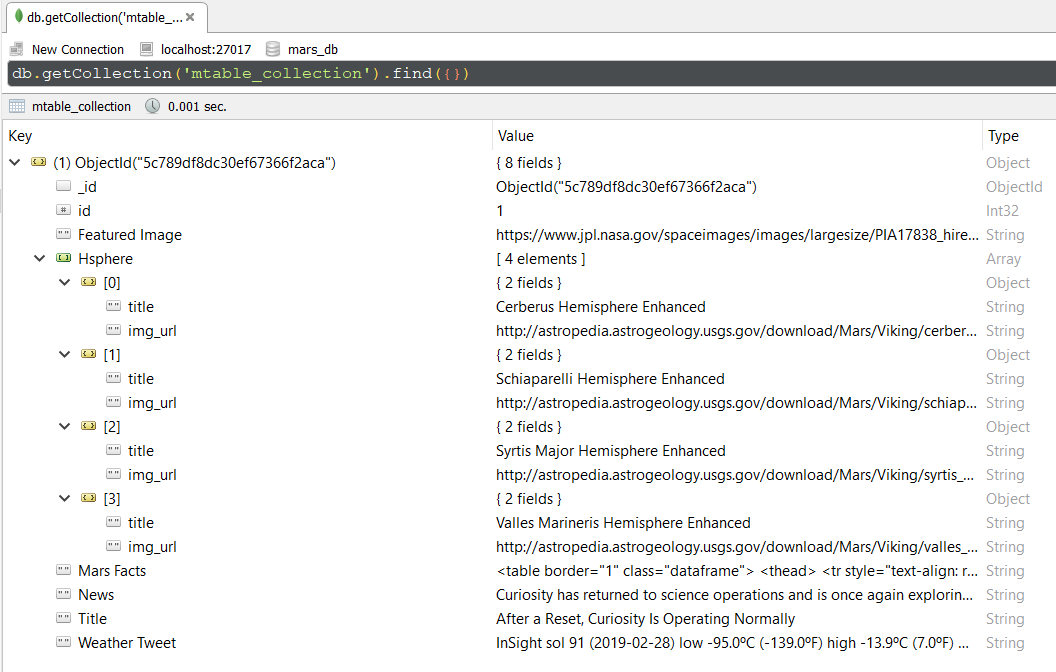 db.getCollection('mtable_...
New Connection localhost:27017 mars_db
db.getCollection('mtable_collection').find({})
mtable_collection 0.001 sec.
Key Value Type
(1) ObjectId("5c789df8dc30ef67366f2aca") { 8 fields } Object
_id ObjectId("5c789df8dc30ef67366f2aca") ObjectId
# id 1 Int32
"" Featured Image https://www.jpl.nasa.gov/spaceimages/images/largesize/PIA17838_hire... String
Hsphere [ 4 elements ] Array
[0] { 2 fields } Object
"" title Cerberus Hemisphere Enhanced String
"" img_url http://astropedia.astrogeology.usgs.gov/download/Mars/Viking/cerber... String
[1] { 2 fields } Object
"" title Schiaparelli Hemisphere Enhanced String
"" img_url http://astropedia.astrogeology.usgs.gov/download/Mars/Viking/schiap... String
[2] { 2 fields } Object
"" title Syrtis Major Hemisphere Enhanced String
"" img_url http://astropedia.astrogeology.usgs.gov/download/Mars/Viking/syrtis_... String
[3] { 2 fields } Object
"" title Valles Marineris Hemisphere Enhanced String
"" img_url http://astropedia.astrogeology.usgs.gov/download/Mars/Viking/valles_... String
"" Mars Facts <table border="1" class="dataframe"> <thead> <tr style="text-align: r... String
"" News Curiosity has returned to science operations and is once again explorin... String
"" Title After a Reset, Curiosity Is Operating Normally String
"" Weather Tweet InSight sol 91 (2019-02-28) low -95.0ºC (-139.0ºF) high -13.9ºC (7.0ºF) ... String